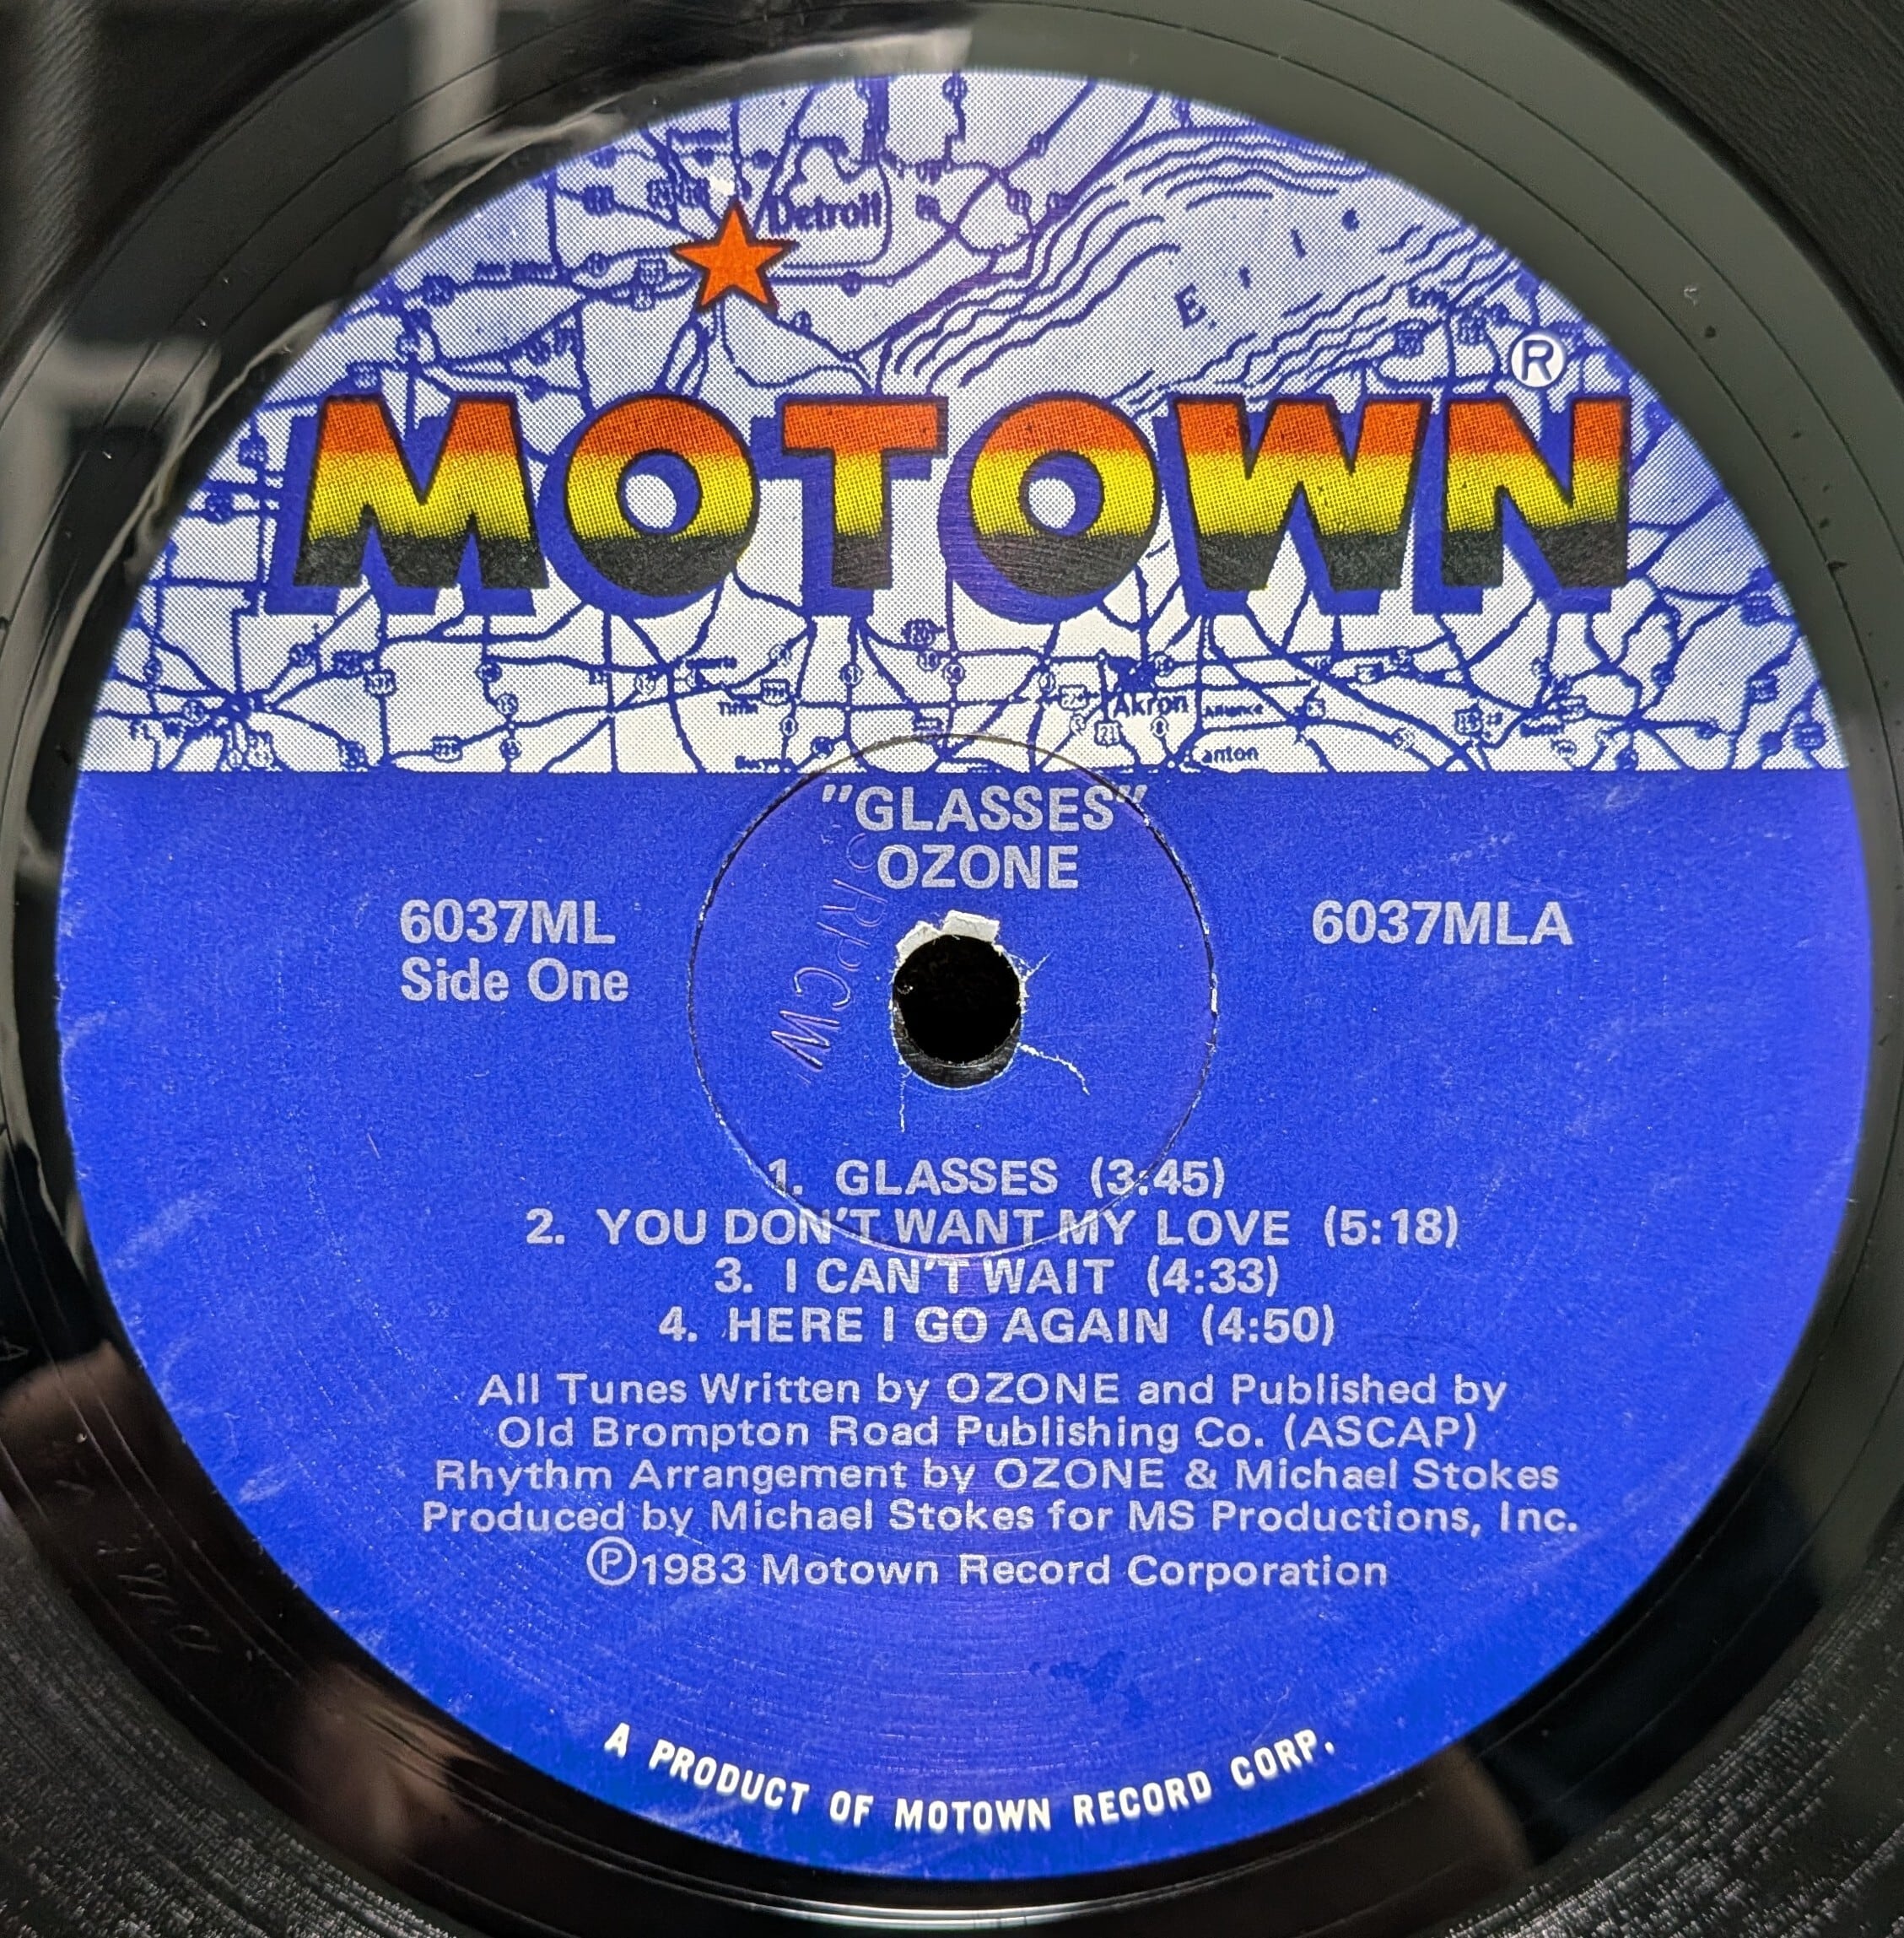 Detroit
E. I E
®
MOTOWN
Akron
Alliance
Canton
"GLASSES"
OZONE
6037ML
6037MLA
Side One
SRPCW
1. GLASSES (3:45)
2. YOU DON'T WANT MY LOVE (5:18)
3. I CAN'T WAIT (4:33)
4. HERE I GO AGAIN (4:50)
All Tunes Written by OZONE and Published by
Old Brompton Road Publishing Co. (ASCAP)
Rhythm Arrangement by OZONE & Michael Stokes
Produced by Michael Stokes for MS Productions, Inc.
Ⓟ1983 Motown Record Corporation
A PRODUCT OF MOTOWN RECORD CORP.